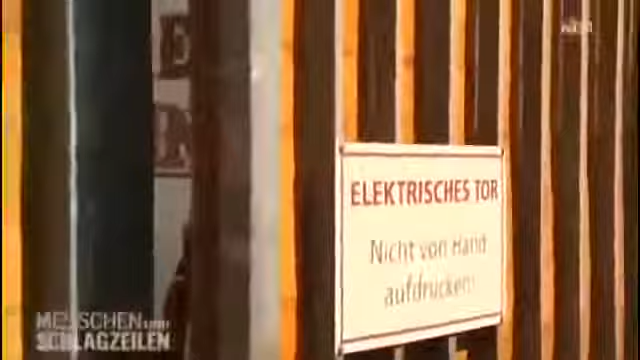 ELEKTRISCHES TOR
Nicht von Hand
aufdrücken!
MENSCHEN UND
SCHLAGZEILEN